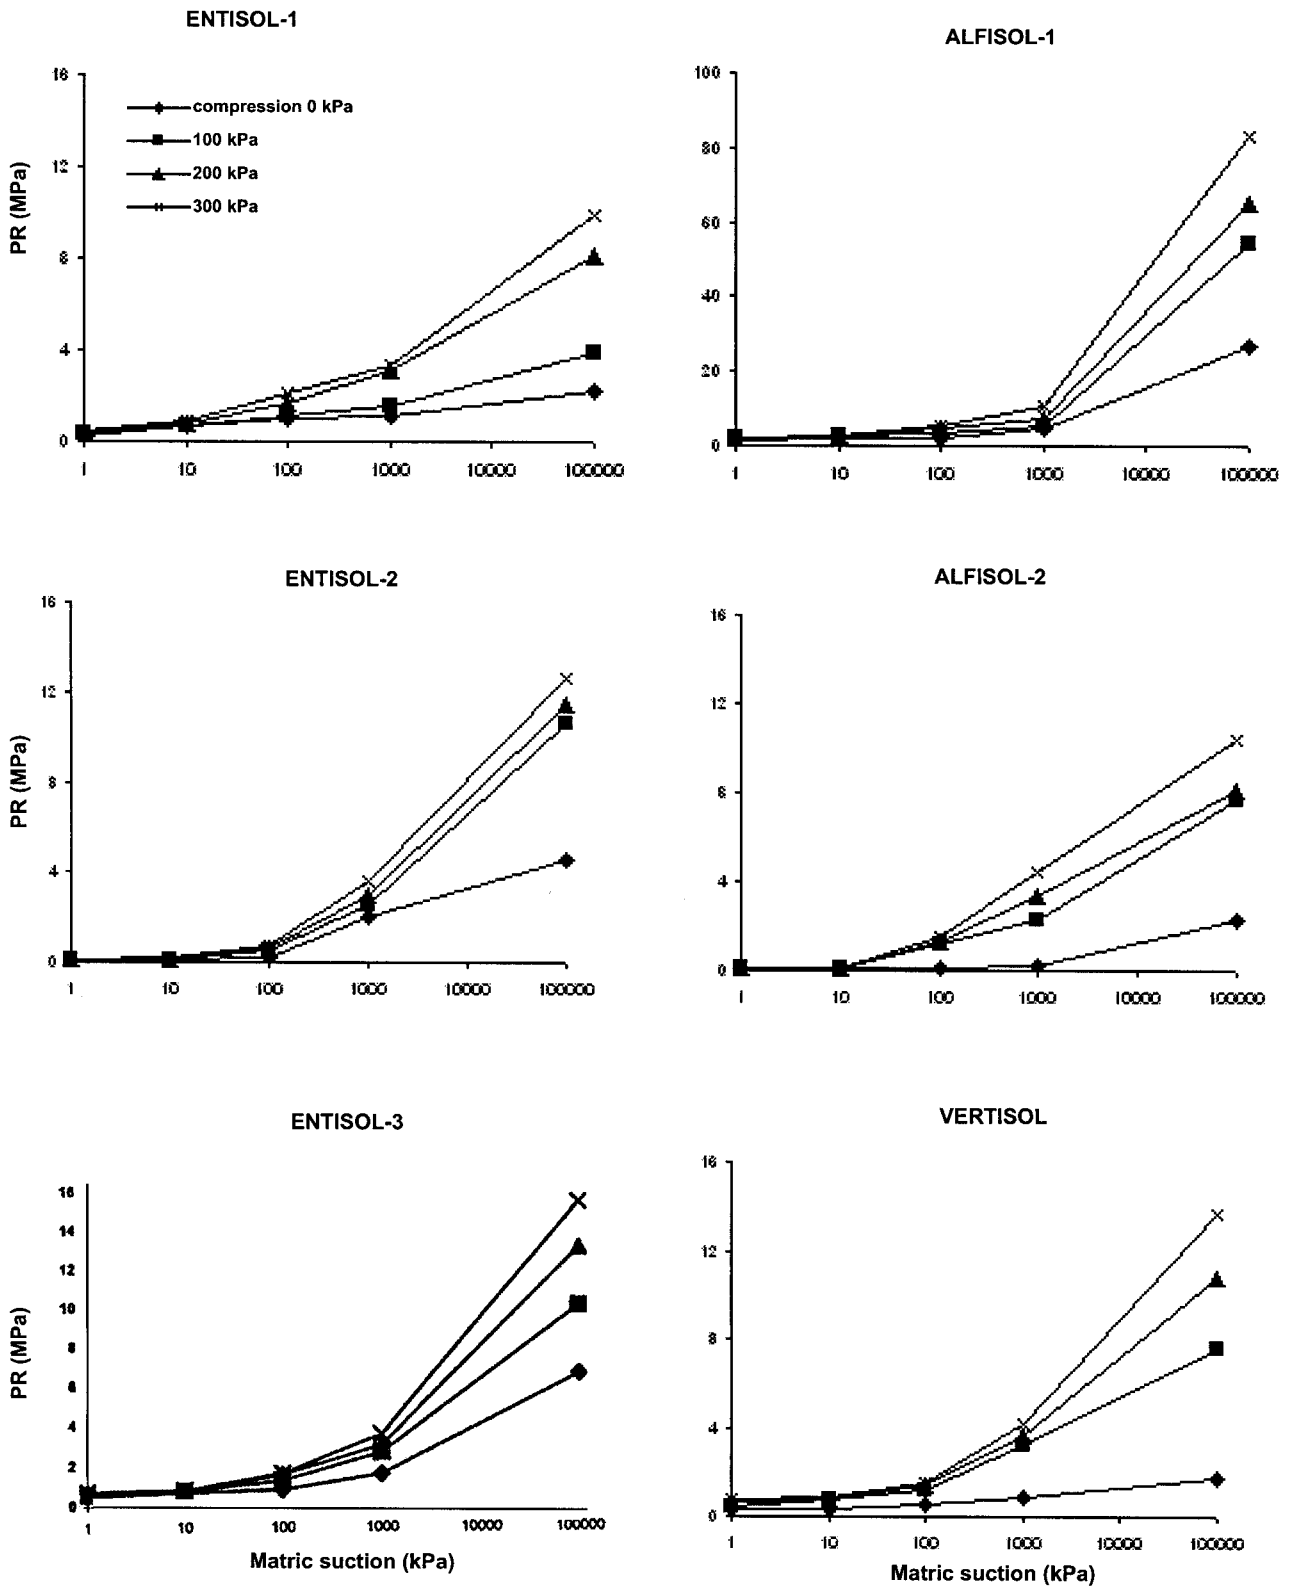 ENTISOL-1
16
12
8
4
0
PR (MPa)
compression 0 kPa
100 kPa
200 kPa
300 kPa
1 10 100 1000 10000 100000
ALFISOL-1
100
80
60
40
20
0
1 10 100 1000 10000 100000
ENTISOL-2
16
12
8
4
0
PR (MPa)
1 10 100 1000 10000 100000
ALFISOL-2
16
12
8
4
0
1 10 100 1000 10000 100000
ENTISOL-3
16
14
12
10
8
6
4
2
0
PR (MPa)
1 10 100 1000 10000 100000
Matric suction (kPa)
VERTISOL
16
12
8
4
0
1 10 100 1000 10000 100000
Matric suction (kPa)